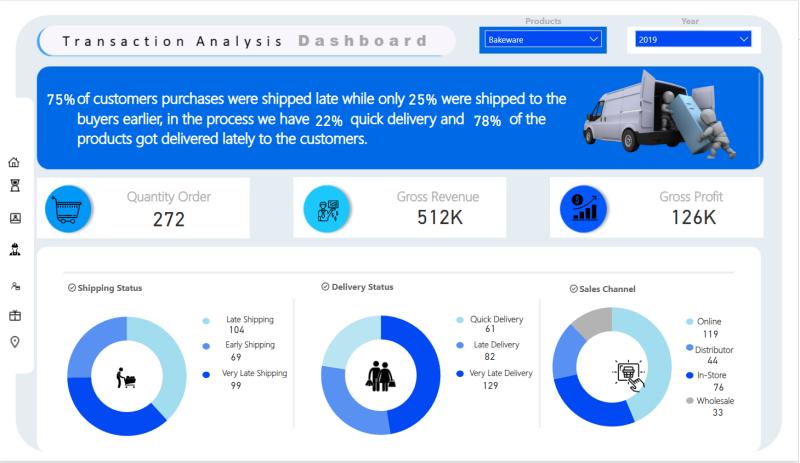 Transaction Analysis Dashboard
Products
Bakeware
Year
2019
75% of customers purchases were shipped late while only 25% were shipped to the
buyers earlier, in the process we have 22% quick delivery and 78% of the
products got delivered lately to the customers.
Quantity Order
272
Gross Revenue
512K
Gross Profit
126K
Shipping Status
Late Shipping
104
Early Shipping
69
Very Late Shipping
99
Delivery Status
Quick Delivery
61
Late Delivery
82
Very Late Delivery
129
Sales Channel
Online
119
Distributor
44
In-Store
76
Wholesale
33